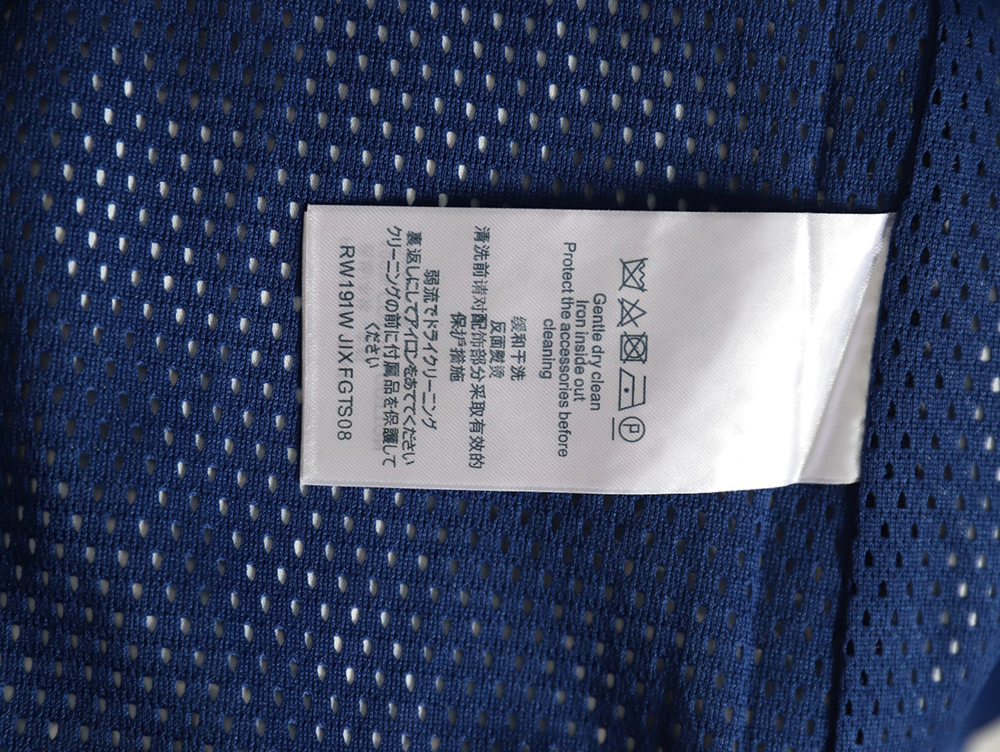 P
Gentle dry clean
Iron inside out
Protect the accessories before
cleaning
缓和干洗
反面熨烫
清洗前请对配饰部分采取有效的
保护措施
弱流でドライクリーニング
裏返しにしてアイロンをあててください
クリーニングの前に付属品を保護して
ください
RW191W JIXFGTS08